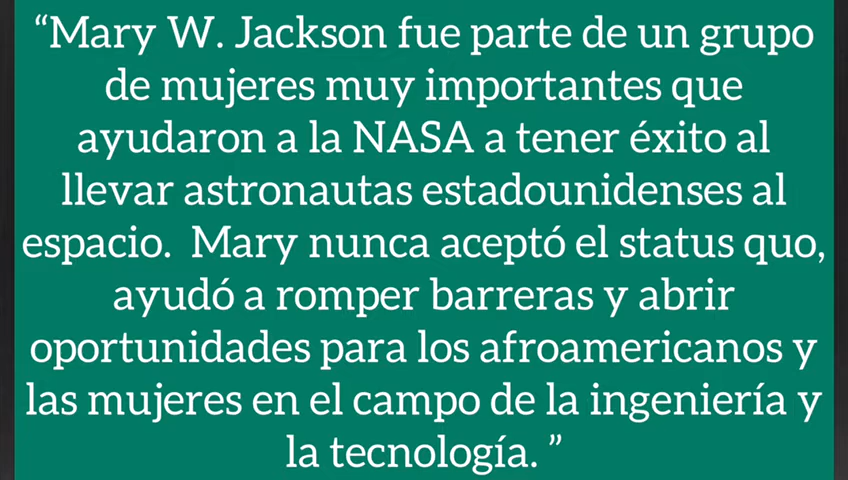 “Mary W. Jackson fue parte de un grupo
de mujeres muy importantes que
ayudaron a la NASA a tener éxito al
llevar astronautas estadounidenses al
espacio.  Mary nunca aceptó el status quo,
ayudó a romper barreras y abrir
oportunidades para los afroamericanos y
las mujeres en el campo de la ingeniería y
la tecnología. ”